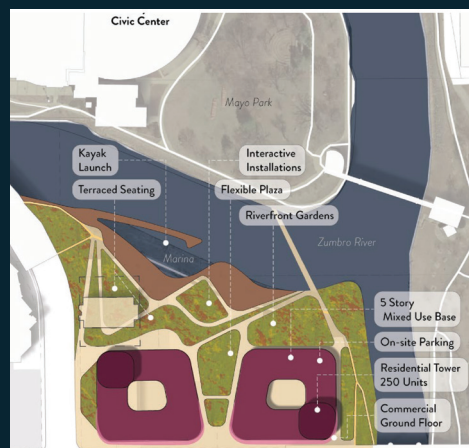 Civic Center
Mayo Park
Kayak
Launch
Interactive
Installations
Terraced Seating
Flexible Plaza
Riverfront Gardens
Zumbro River
Marina
5 Story
Mixed Use Base
On-site Parking
Residential Tower
250 Units
Commercial
Ground Floor